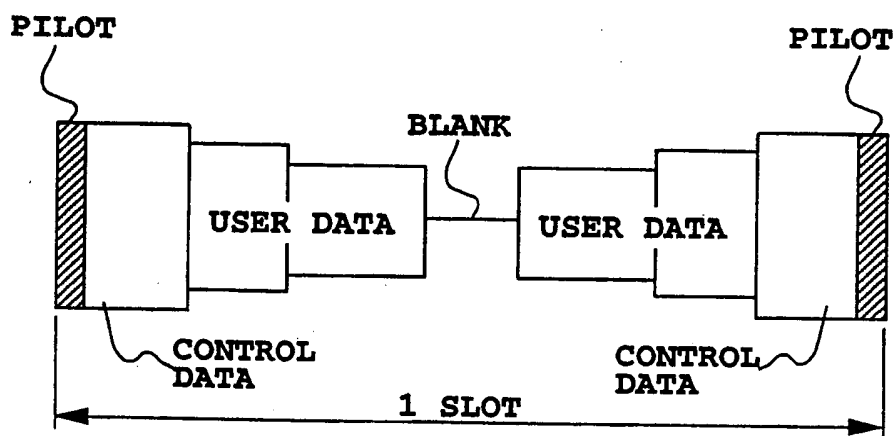 PILOT
PILOT
BLANK
USER DATA
USER DATA
CONTROL
DATA
CONTROL
DATA
1 SLOT